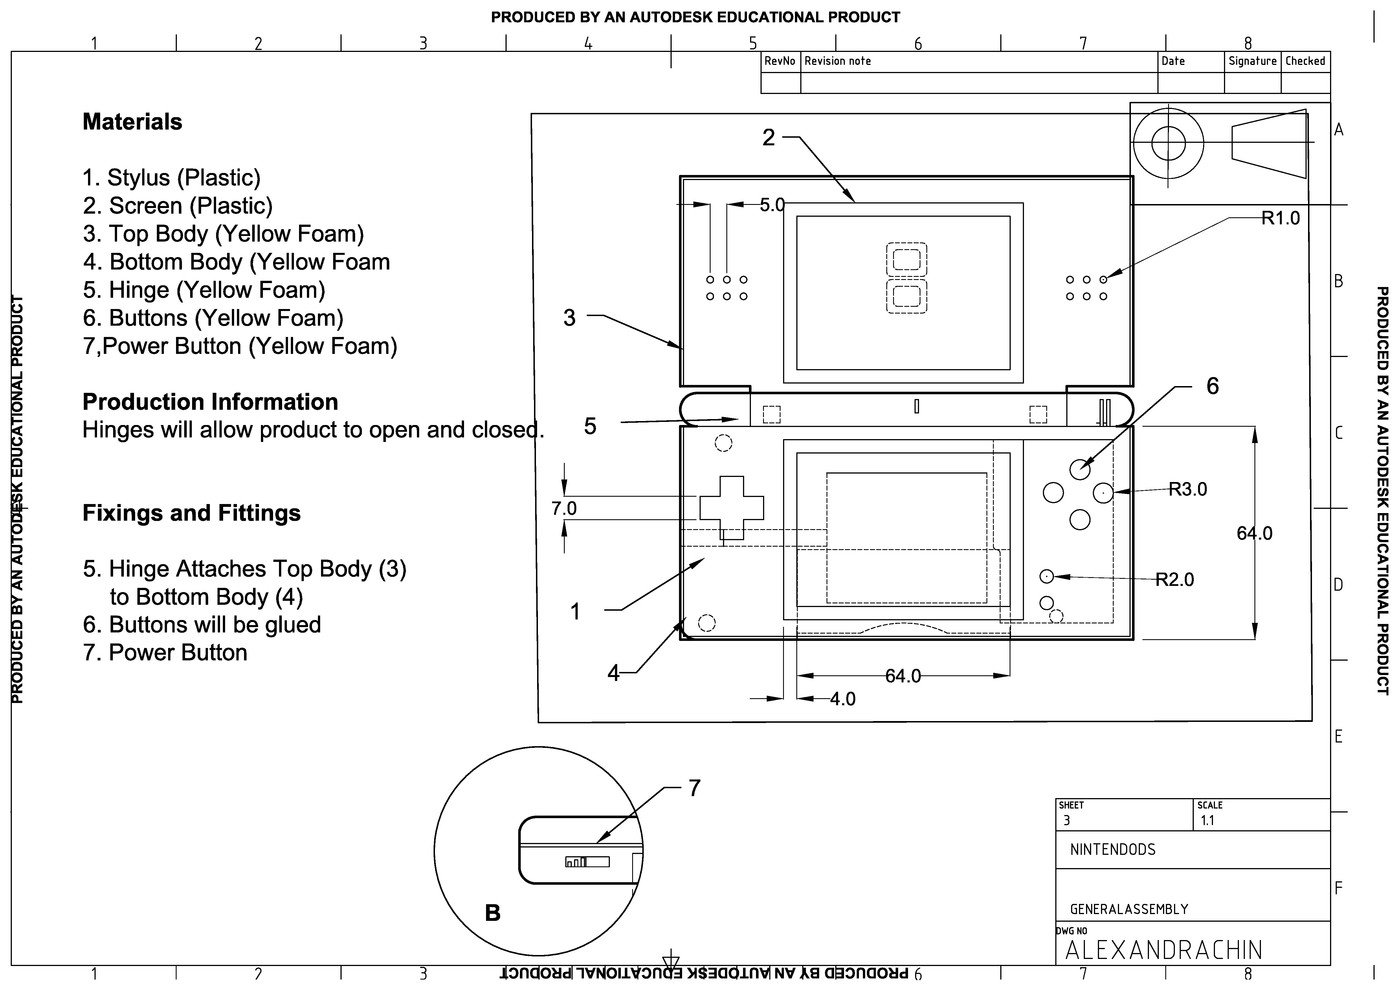 PRODUCED BY AN AUTODESK EDUCATIONAL PRODUCT
1 2 3 4 5 6 7 8
RevNo Revision note Date Signature Checked
Materials
1. Stylus (Plastic)
2. Screen (Plastic)
3. Top Body (Yellow Foam)
4. Bottom Body (Yellow Foam
5. Hinge (Yellow Foam)
6. Buttons (Yellow Foam)
7,Power Button (Yellow Foam)
Production Information
Hinges will allow product to open and closed.
Fixings and Fittings
5. Hinge Attaches Top Body (3)
to Bottom Body (4)
6. Buttons will be glued
7. Power Button
PRODUCED BY AN AUTODESK EDUCATIONAL PRODUCT
2
5.0
R1.0
3
6
5
7.0
R3.0
64.0
R2.0
1
4
64.0
4.0
7
B
A
B
C
D
E
F
PRODUCED BY AN AUTODESK EDUCATIONAL PRODUCT
SHEET
3
SCALE
1.1
NINTENDODS
GENERALASSEMBLY
DWG NO
ALEXANDRACHIN
1 2 3 6 7 8
PRODUCED BY AN AUTODESK EDUCATIONAL PRODUCT